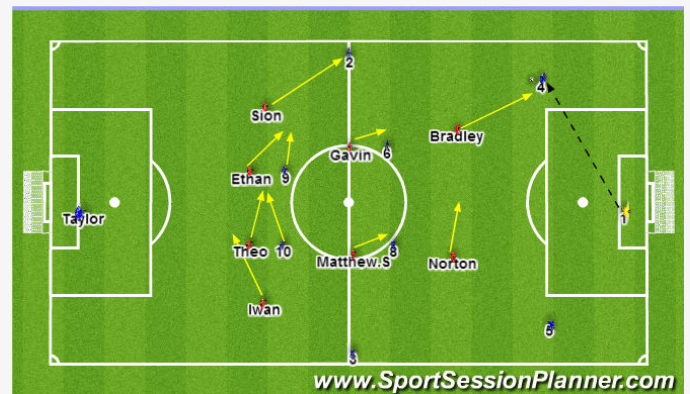 2
4
Sion
Bradley
Gavin
6
Ethan
9
Taylor
1
Theo
10
Matthew.S
8
Norton
Iwan
5
3
www.SportSessionPlanner.com